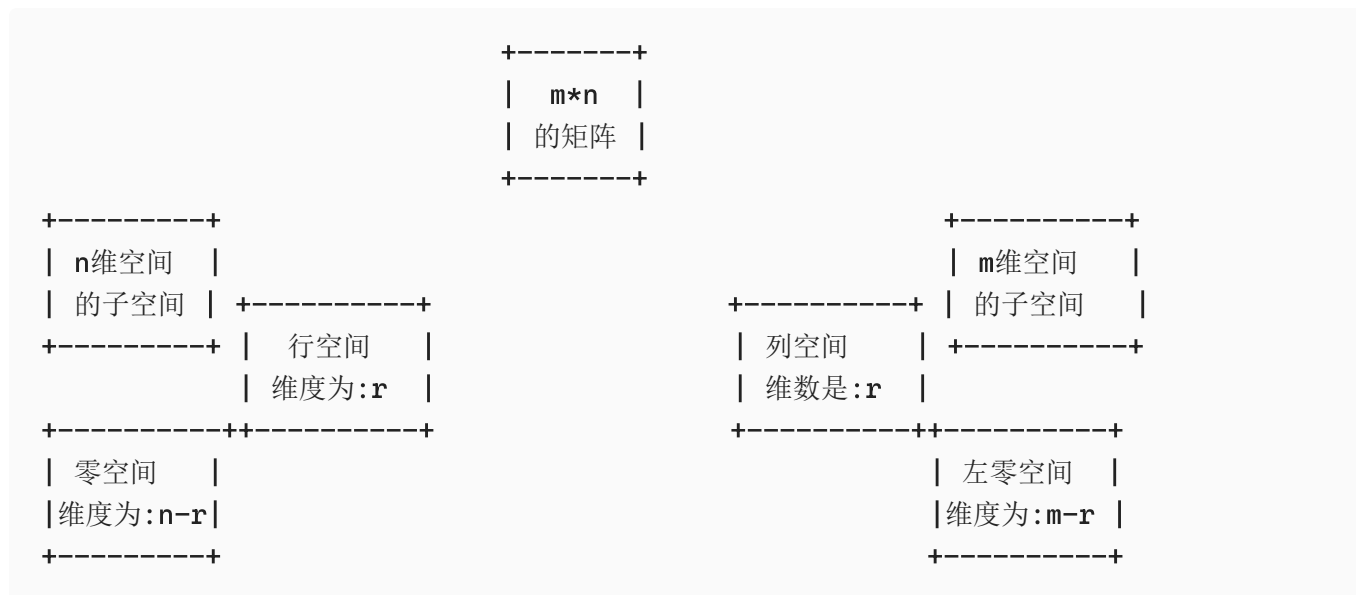 m*n
的矩阵
n维空间
的子空间
m维空间
的子空间
行空间
维度为:r
列空间
维数是:r
零空间
维度为:n-r
左零空间
维度为:m-r